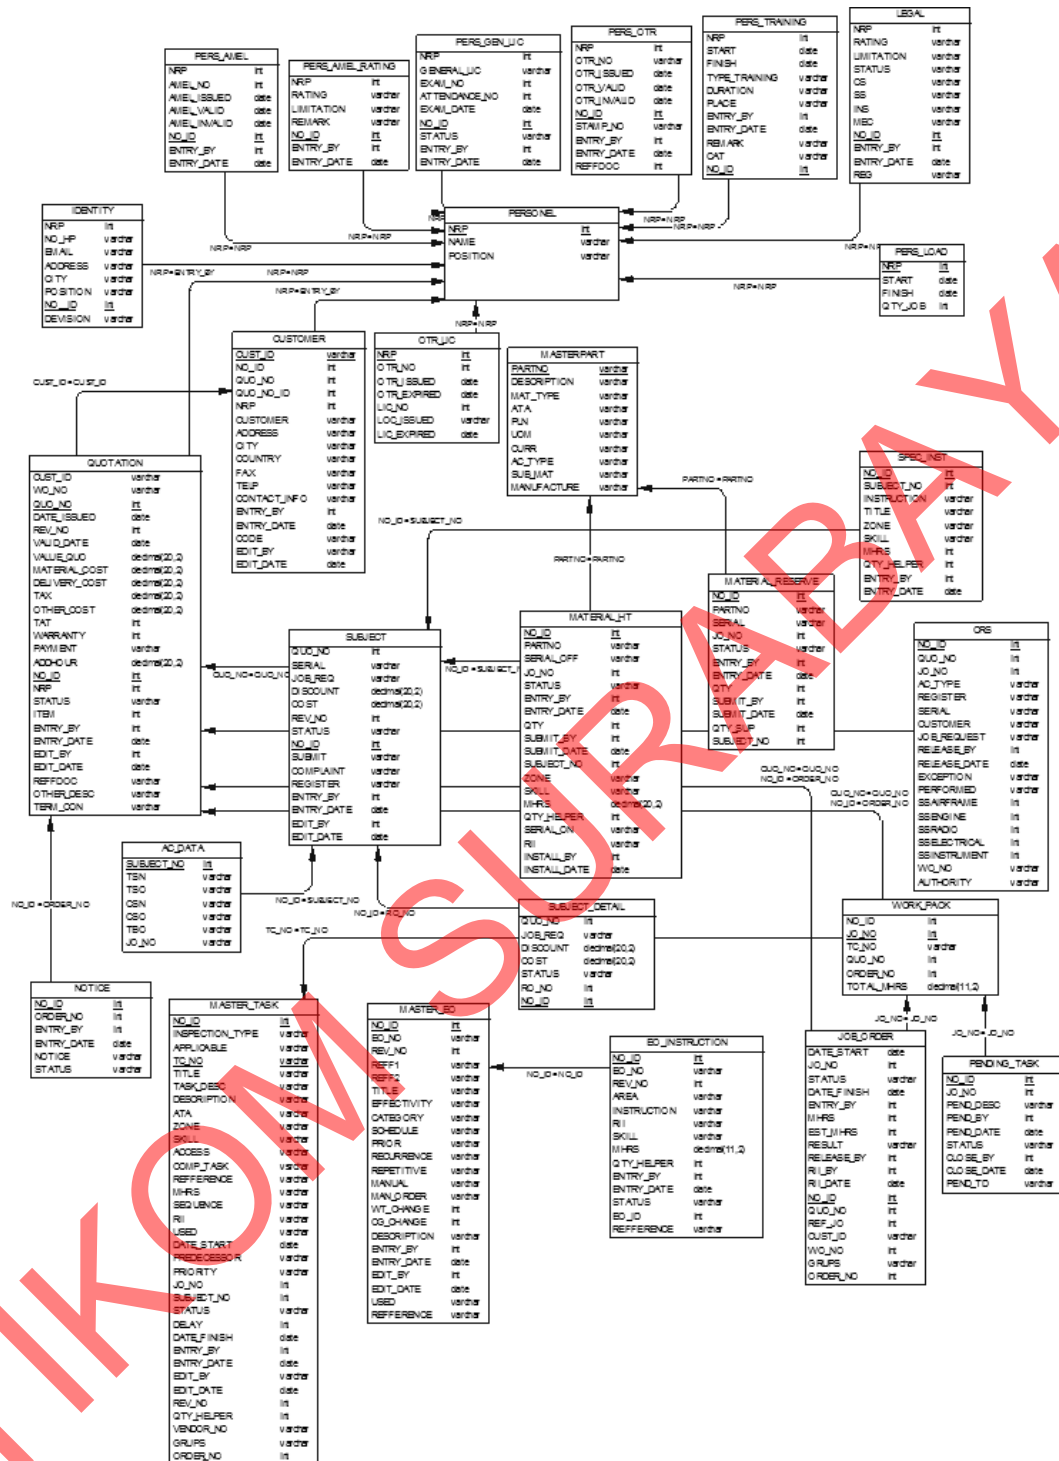 PERS_AMEL
NRP int
AMEL_NO int
AMEL_ISSUED date
AMEL_VALID date
AMEL_INVALID date
NO_ID int
ENTRY_BY int
ENTRY_DATE date
PERS_AMEL_RATING
NRP int
RATING varchar
LIMITATION varchar
REMARK varchar
NO_ID int
ENTRY_BY int
ENTRY_DATE date
PERS_GEN_LIC
NRP int
GENERAL_LIC varchar
EXAM_NO int
ATTENDANCE_NO int
EXAM_DATE date
NO_ID int
STATUS varchar
ENTRY_BY int
ENTRY_DATE date
PERS_OTR
NRP int
OTR_NO varchar
OTR_ISSUED date
OTR_VALID date
OTR_INVALID date
NO_ID int
STAMP_NO varchar
ENTRY_BY int
ENTRY_DATE date
REFFDOC int
PERS_TRAINING
NRP int
START date
FINISH date
TYPE_TRAINING varchar
DURATION varchar
PLACE varchar
ENTRY_BY int
ENTRY_DATE date
REMARK varchar
CAT varchar
NO_ID int
LEGAL
NRP int
RATING varchar
LIMITATION varchar
STATUS varchar
CS varchar
SS varchar
INS varchar
MEC varchar
NO_ID int
ENTRY_BY int
ENTRY_DATE date
REG varchar
IDENTITY
NRP int
NO_HP varchar
EMAIL varchar
ADDRESS varchar
CITY varchar
POSITION varchar
NO__ID int
DEVISION varchar
PERSONEL
NRP int
NAME varchar
POSITION varchar
PERS_LOAD
NRP int
START date
FINISH date
QTY_JOB int
NRP=NRP
NRP=NRP
NRP=NRP
NRP=NRP
NRP=ENTRY_BY
NRP=NRP
NRP=NRP
NRP=ENTRY_BY
NRP=NRP
CUSTOMER
CUST_ID varchar
NO_ID int
QUO_NO int
QUO_NO_ID int
NRP int
CUSTOMER varchar
ADDRESS varchar
CITY varchar
COUNTRY varchar
FAX varchar
TELP varchar
CONTACT_INFO varchar
ENTRY_BY int
ENTRY_DATE date
CODE varchar
EDIT_BY varchar
EDIT_DATE date
OTR_LIC
NRP int
OTR_NO int
OTR_ISSUED date
OTR_EXPIRED date
LIC_NO int
LOC_ISSUED varchar
LIC_EXPIRED date
MASTERPART
PARTNO varchar
DESCRIPTION varchar
MAT_TYPE varchar
ATA varchar
PLN varchar
UOM varchar
CURR varchar
AC_TYPE varchar
SUB_MAT varchar
MANUFACTURE varchar
CUST_ID=CUST_ID
QUOTATION
CUST_ID varchar
WO_NO varchar
QUO_NO int
DATE_ISSUED date
REV_NO int
VALID_DATE date
VALUE_QUO decimal(20,2)
MATERIAL_COST decimal(20,2)
DELIVERY_COST decimal(20,2)
TAX decimal(20,2)
OTHER_COST decimal(20,2)
TAT int
WARRANTY int
PAYMENT varchar
ADDHOUR decimal(20,2)
NO_ID int
NRP int
STATUS varchar
ITEM int
ENTRY_BY int
ENTRY_DATE date
EDIT_BY int
EDIT_DATE date
REFFDOC varchar
OTHER_DESC varchar
TERM_CON varchar
SPEC_INST
NO_ID int
SUBJECT_NO int
INSTRUCTION varchar
TITLE varchar
ZONE varchar
SKILL varchar
MHRS int
QTY_HELPER int
ENTRY_BY int
ENTRY_DATE date
PARTNO=PARTNO
NO_ID=SUBJECT_NO
PARTNO=PARTNO
MATERIAL_RESERVE
NO_ID int
PARTNO varchar
SERIAL varchar
JO_NO int
STATUS varchar
ENTRY_BY int
ENTRY_DATE date
QTY int
SUBMIT_BY int
SUBMIT_DATE date
QTY_SUP int
SUBJECT_NO int
SUBJECT
QUO_NO int
SERIAL varchar
JOB_REQ varchar
DISCOUNT decimal(20,2)
COST decimal(20,2)
REV_NO int
STATUS varchar
NO_ID int
SUBMIT varchar
COMPLAINT varchar
REGISTER varchar
ENTRY_BY int
ENTRY_DATE date
EDIT_BY int
EDIT_DATE date
MATERIAL_HT
NO_ID int
PARTNO varchar
SERIAL_OFF varchar
JO_NO int
STATUS varchar
ENTRY_BY int
ENTRY_DATE date
QTY int
SUBMIT_BY int
SUBMIT_DATE date
SUBJECT_NO int
ZONE varchar
SKILL varchar
MHRS decimal(20,2)
QTY_HELPER int
SERIAL_ON varchar
RII varchar
INSTALL_BY int
INSTALL_DATE date
CRS
NO_ID int
QUO_NO int
JO_NO int
AC_TYPE varchar
REGISTER varchar
SERIAL varchar
CUSTOMER varchar
JOB_REQUEST varchar
RELEASE_BY int
RELEASE_DATE date
EXCEPTION varchar
PERFORMED varchar
SSAIRFRAME int
SSENGINE int
SSRADIO int
SSELECTRICAL int
SSINSTRUMENT int
WO_NO varchar
AUTHORITY varchar
QUO_NO=QUO_NO
QUO_NO=QUO_NO
NO_ID=ORDER_NO
QUO_NO=QUO_NO
NO_ID=ORDER_NO
AC_DATA
SUBJECT_NO int
TSN varchar
TSO varchar
CSN varchar
CSO varchar
TBO varchar
JO_NO varchar
NO_ID=ORDER_NO
NO_ID=SUBJECT_NO
NO_ID=RO_NO
TC_NO=TC_NO
SUBJECT_DETAIL
QUO_NO int
JOB_REQ varchar
DISCOUNT decimal(20,2)
COST decimal(20,2)
STATUS varchar
RO_NO int
NO_ID int
WORK_PACK
NO_ID int
JO_NO int
TC_NO varchar
QUO_NO int
ORDER_NO int
TOTAL_MHRS decimal(11,2)
NOTICE
NO_ID int
ORDER_NO int
ENTRY_BY int
ENTRY_DATE date
NOTICE varchar
STATUS varchar
MASTER_TASK
NO_ID int
INSPECTION_TYPE varchar
APPLICABLE varchar
TC_NO varchar
TITLE varchar
TASK_DESC varchar
DESCRIPTION varchar
ATA varchar
ZONE varchar
SKILL varchar
ACCESS varchar
COMP_TASK varchar
REFFERENCE varchar
MHRS varchar
SEQUENCE varchar
RII varchar
USED varchar
DATE_START date
PREDECESSOR varchar
PRIORITY varchar
JO_NO int
SUBJECT_NO int
STATUS varchar
DELAY int
DATE_FINISH date
ENTRY_BY int
ENTRY_DATE date
EDIT_BY varchar
EDIT_DATE date
REV_NO int
QTY_HELPER int
VENDOR_NO varchar
GRUPS varchar
ORDER_NO int
MASTER_EO
NO_ID int
EO_NO varchar
REV_NO int
REFF1 varchar
REFF2 varchar
TITLE varchar
EFFECTIVITY varchar
CATEGORY varchar
SCHEDULE varchar
PRIOR varchar
RECURRENCE varchar
REPETITIVE varchar
MANUAL varchar
MAN_ORDER varchar
WT_CHANGE int
CG_CHANGE int
DESCRIPTION varchar
ENTRY_BY int
ENTRY_DATE date
EDIT_BY int
EDIT_DATE date
USED varchar
REFFERENCE varchar
NO_ID=NO_ID
EO_INSTRUCTION
NO_ID int
EO_NO varchar
REV_NO int
AREA varchar
INSTRUCTION varchar
RII varchar
SKILL varchar
MHRS decimal(11,2)
QTY_HELPER int
ENTRY_BY int
ENTRY_DATE date
STATUS varchar
EO_ID int
REFFERENCE varchar
JO_NO=JO_NO
JO_NO=JO_NO
JOB_ORDER
DATE_START date
JO_NO int
STATUS varchar
DATE_FINISH date
ENTRY_BY int
MHRS int
EST_MHRS int
RESULT varchar
RELEASE_BY int
RII_BY int
RII_DATE date
NO_ID int
QUO_NO int
REF_JO int
CUST_ID varchar
WO_NO int
GRUPS varchar
ORDER_NO int
PENDING_TASK
NO_ID int
JO_NO int
PEND_DESC varchar
PEND_BY int
PEND_DATE date
STATUS varchar
CLOSE_BY int
CLOSE_DATE date
PEND_TO varchar
IKOM SURABAYA